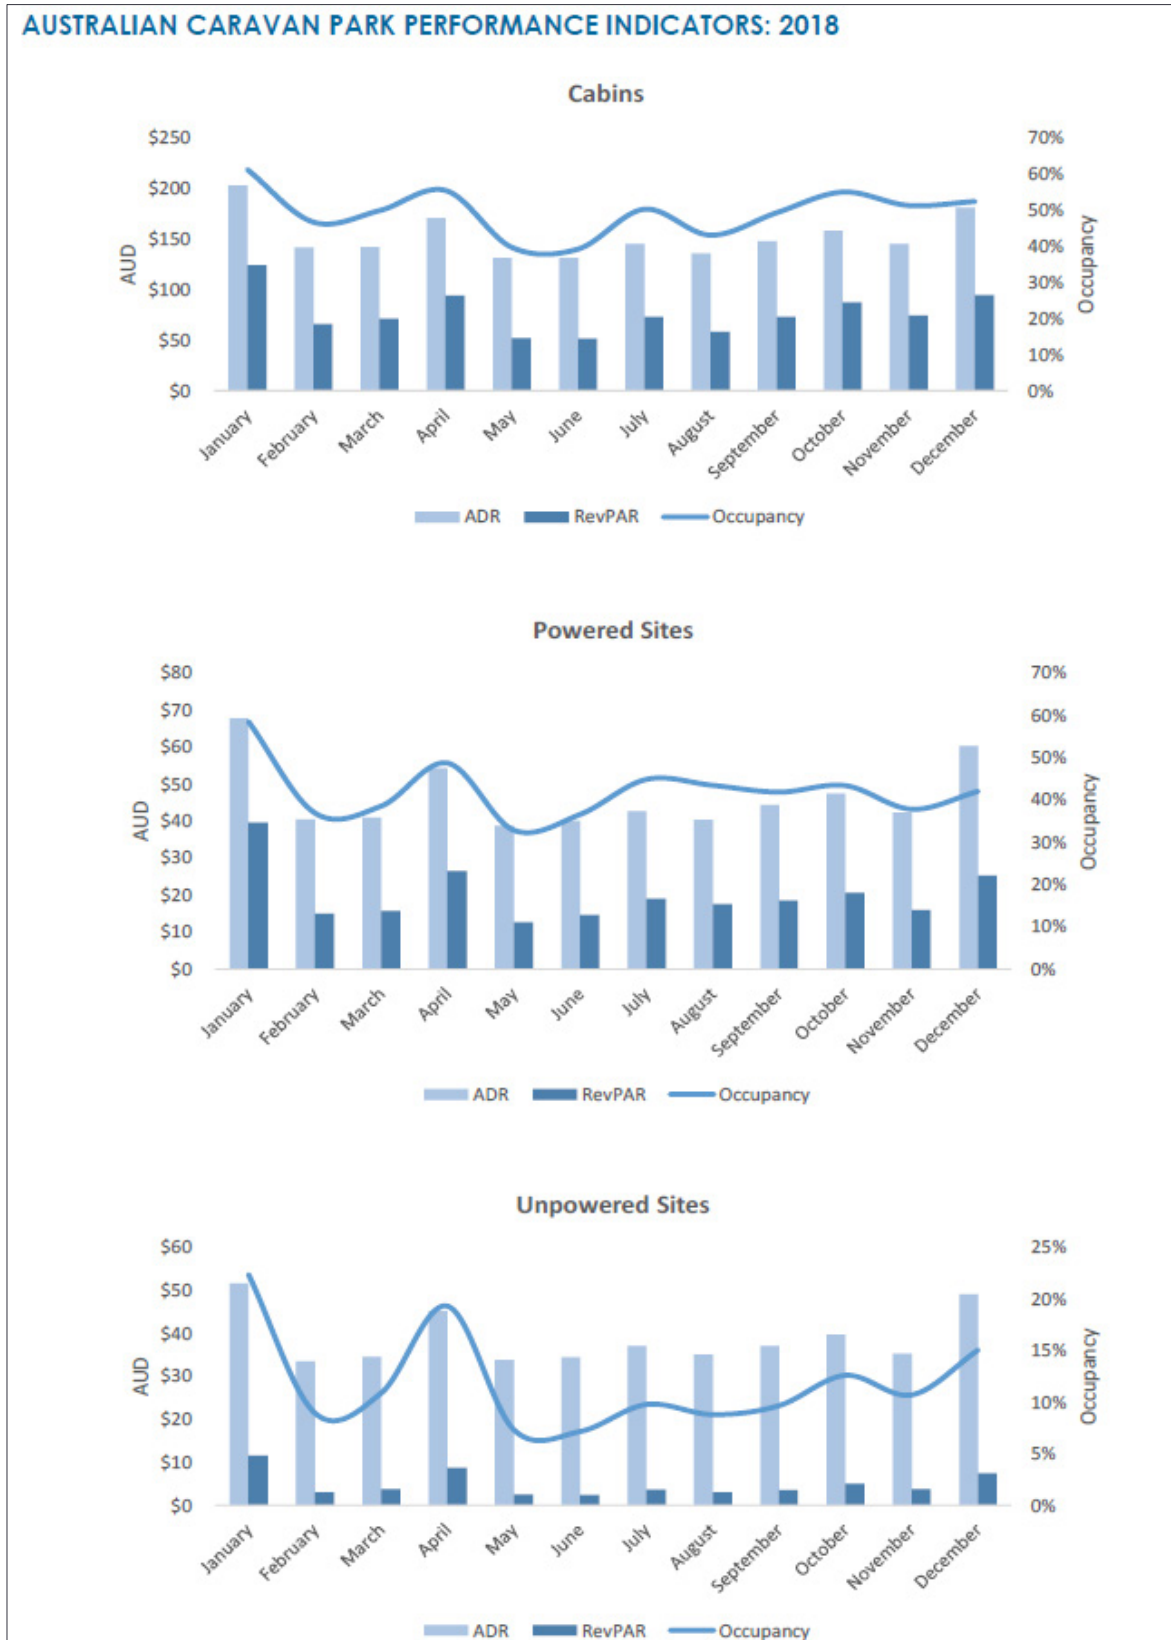 AUSTRALIAN CARAVAN PARK PERFORMANCE INDICATORS: 2018
Cabins
$250
$200
$150
$100
$50
$0
AUD
70%
60%
50%
40%
30%
20%
10%
0%
Occupancy
January
February
March
April
May
June
July
August
September
October
November
December
ADR RevPAR Occupancy
Powered Sites
$80
$70
$60
$50
$40
$30
$20
$10
$0
AUD
70%
60%
50%
40%
30%
20%
10%
0%
Occupancy
January
February
March
April
May
June
July
August
September
October
November
December
ADR RevPAR Occupancy
Unpowered Sites
$60
$50
$40
$30
$20
$10
$0
AUD
25%
20%
15%
10%
5%
0%
Occupancy
January
February
March
April
May
June
July
August
September
October
November
December
ADR RevPAR Occupancy